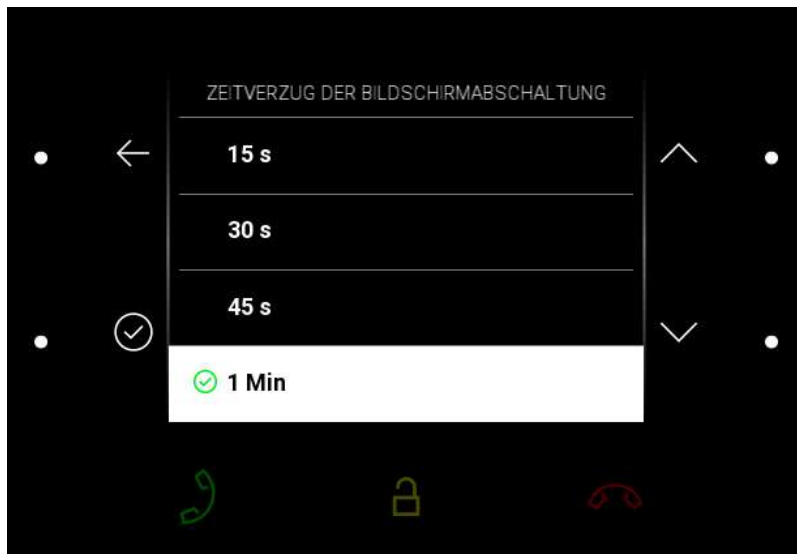 ZEITVERZUG DER BILDSCHIRMABSCHALTUNG
15 s
30 s
45 s
1 Min